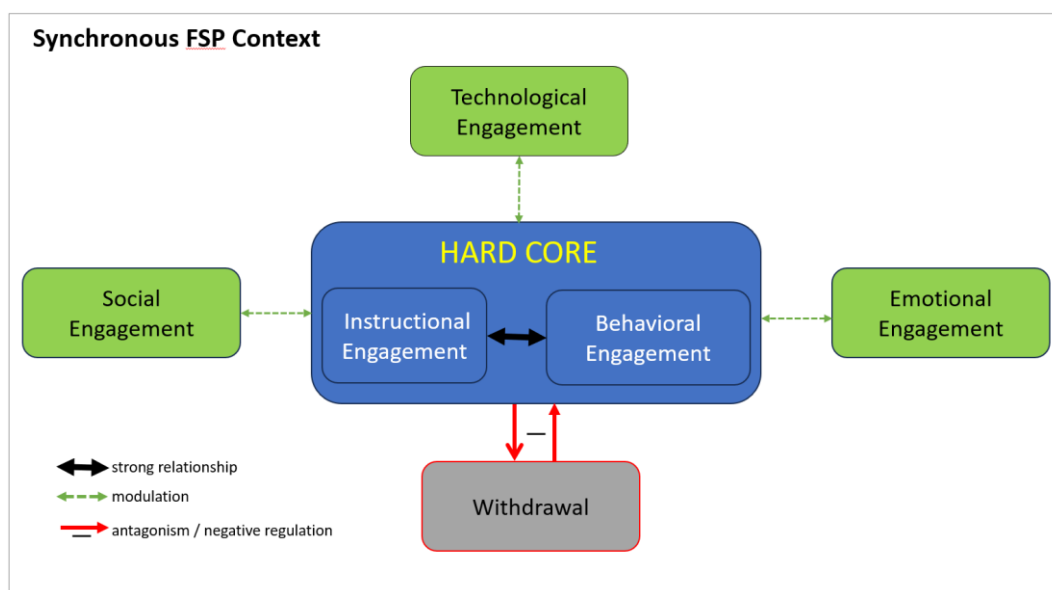 Synchronous FSP Context
Technological
Engagement
HARD CORE
Social
Engagement
Instructional
Engagement
Behavioral
Engagement
Emotional
Engagement
—
Withdrawal
strong relationship
modulation
— antagonism / negative regulation